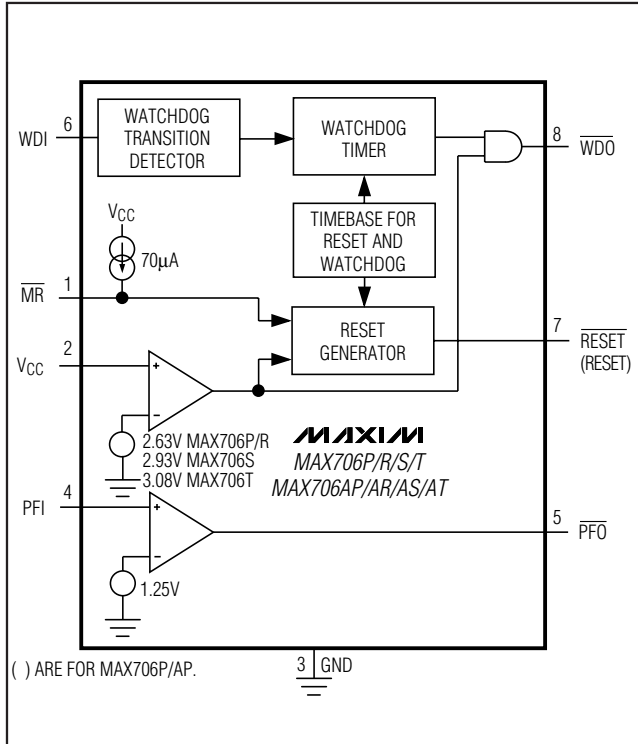 WDI
6
WATCHDOG
TRANSITION
DETECTOR
WATCHDOG
TIMER
8
WDO
VCC
70µA
TIMEBASE FOR
RESET AND
WATCHDOG
1
MR
RESET
GENERATOR
7
RESET
(RESET)
2
VCC
+
−
2.63V MAX706P/R
2.93V MAX706S
3.08V MAX706T
MAXIM
MAX706P/R/S/T
MAX706AP/AR/AS/AT
4
PFI
+
−
5
PFO
1.25V
3 GND
( ) ARE FOR MAX706P/AP.